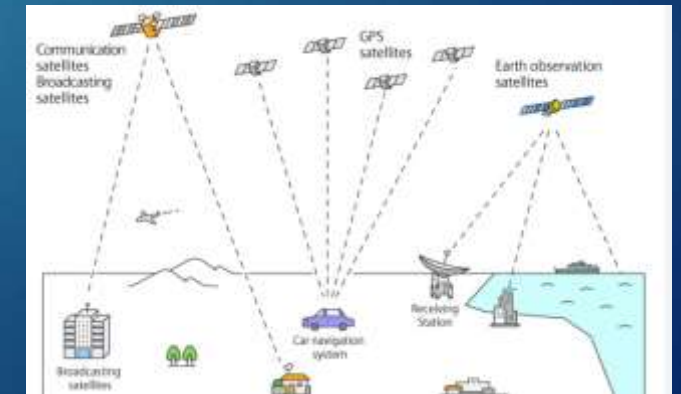 Communication
satellites
Broadcasting
satellites
GPS
satellites
Earth observation
satellites
Receiving
Station
Car navigation
system
Broadcasting
satellites